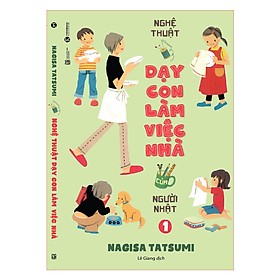 NAGISA TATSUMI
NGHỆ THUẬT DẠY CON LÀM VIỆC NHÀ
NGHỆ
THUẬT
DẠY
CON
LÀM
VIỆC
NHÀ
CỦA
NGƯỜI
NHẬT
1
NAGISA TATSUMI
Lê Giang dịch